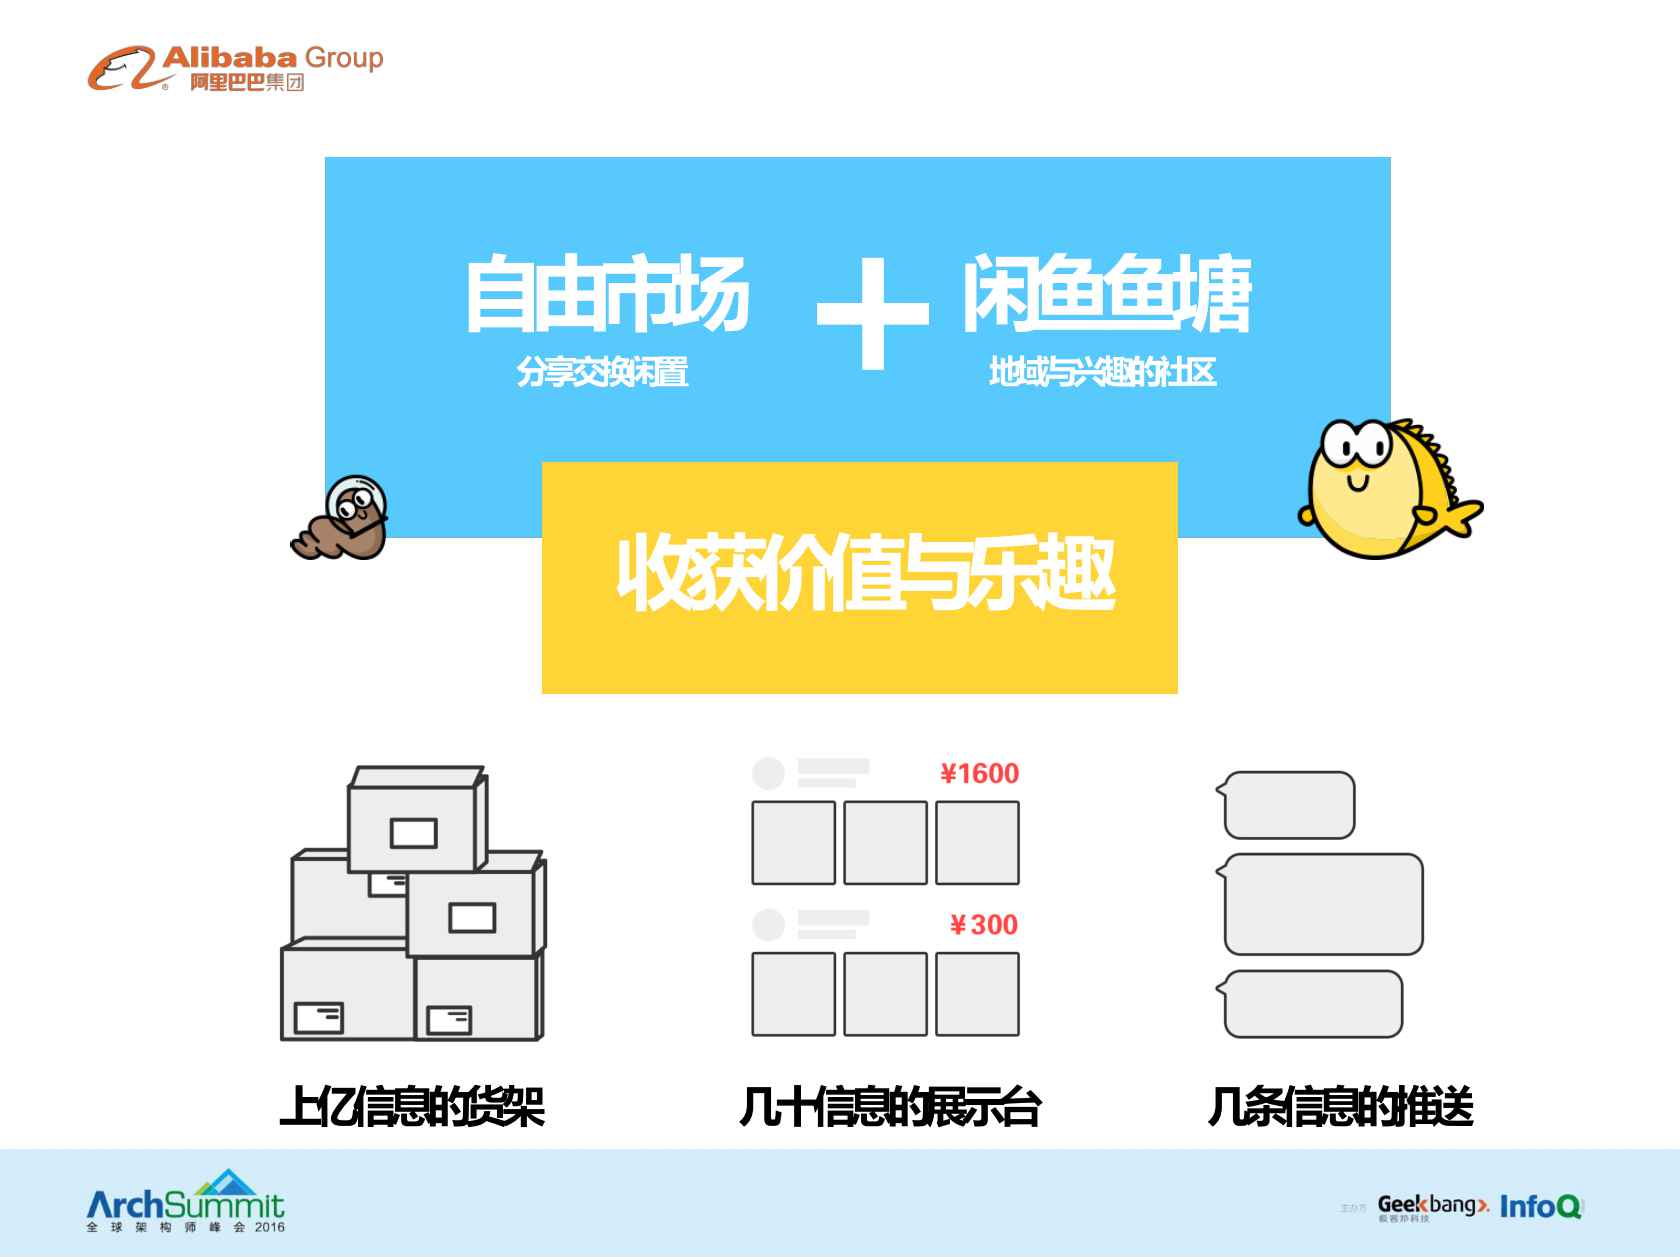 Alibaba Group
阿里巴巴集团
自由市场 + 闲鱼鱼塘
分享交换闲置
地域与兴趣的社区
收获价值与乐趣
¥1600
¥300
上亿信息的货架
几十信息的展示台
几条信息的推送
ArchSummit
全球架构师峰会 2016
主办方 Geekbang> InfoQ
极客邦科技